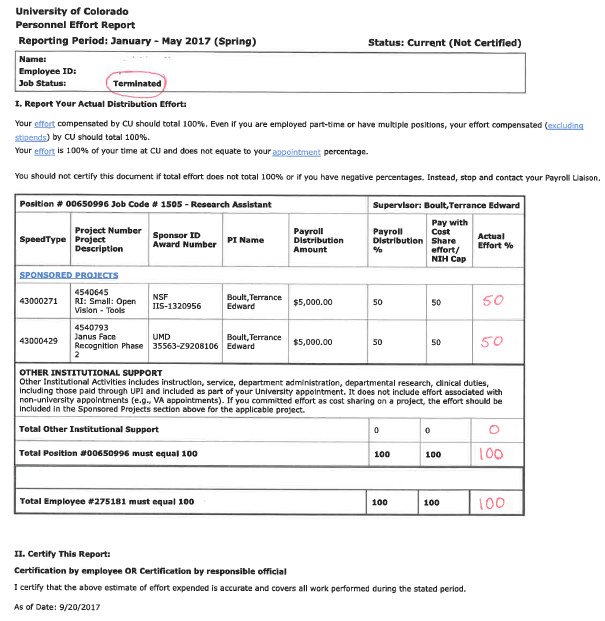 University of Colorado
Personnel Effort Report
Reporting Period: January - May 2017 (Spring)
Status: Current (Not Certified)
Name:
Employee ID:
Job Status: Terminated
I. Report Your Actual Distribution Effort:
Your effort compensated by CU should total 100%. Even if you are employed part-time or have multiple positions, your effort compensated (excluding
stipends) by CU should total 100%.
Your effort is 100% of your time at CU and does not equate to your appointment percentage.
You should not certify this document if total effort does not total 100% or if you have negative percentages. Instead, stop and contact your Payroll Liaison.
Position # 00650996 Job Code # 1505 - Research Assistant
Supervisor: Boult,Terrance Edward
SpeedType
Project Number
Project
Description
Sponsor ID
Award Number
PI Name
Payroll
Distribution
Amount
Payroll
Distribution
%
Pay with
Cost
Share
effort/
NIH Cap
Actual
Effort %
SPONSORED PROJECTS
43000271
4540645
RI: Small: Open
Vision - Tools
NSF
IIS-1320956
Boult,Terrance
Edward
$5,000.00
50
50
50
43000429
4540793
Janus Face
Recognition Phase
2
UMD
35563-Z9208106
Boult,Terrance
Edward
$5,000.00
50
50
50
OTHER INSTITUTIONAL SUPPORT
Other Institutional Activities includes instruction, service, department administration, departmental research, clinical duties,
including those paid through UPI and included as part of your University appointment. It does not include effort associated with
non-university appointments (e.g., VA appointments). If you committed effort as cost sharing on a project, the effort should be
included in the Sponsored Projects section above for the applicable project.
Total Other Institutional Support
0
0
0
Total Position #00650996 must equal 100
100
100
100
Total Employee #275181 must equal 100
100
100
100
II. Certify This Report:
Certification by employee OR Certification by responsible official
I certify that the above estimate of effort expended is accurate and covers all work performed during the stated period.
As of Date: 9/20/2017